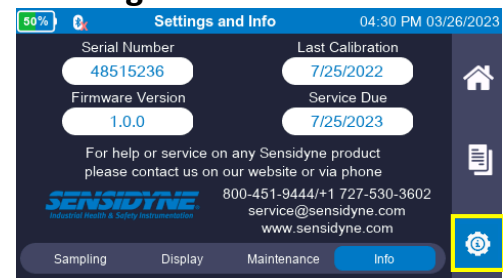 50% Settings and Info 04:30 PM 03/26/2023
Serial Number Last Calibration
48515236 7/25/2022
Firmware Version Service Due
1.0.0 7/25/2023
For help or service on any Sensidyne product
please contact us on our website or via phone
SENSIDYNE.
Industrial Health & Safety Instrumentation
800-451-9444/+1 727-530-3602
service@sensidyne.com
www.sensidyne.com
Sampling Display Maintenance Info